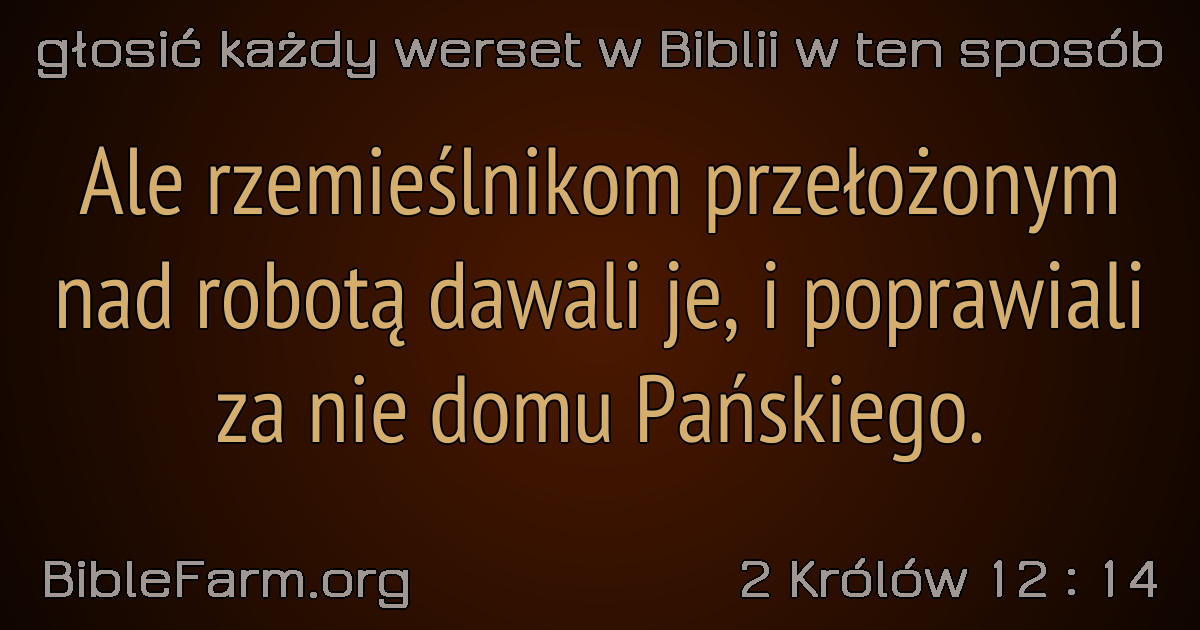 głosić każdy werset w Biblii w ten sposób
Ale rzemieślnikom przełożonym
nad robotą dawali je, i poprawiali
za nie domu Pańskiego.
BibleFarm.org
2 Królów 12 : 14